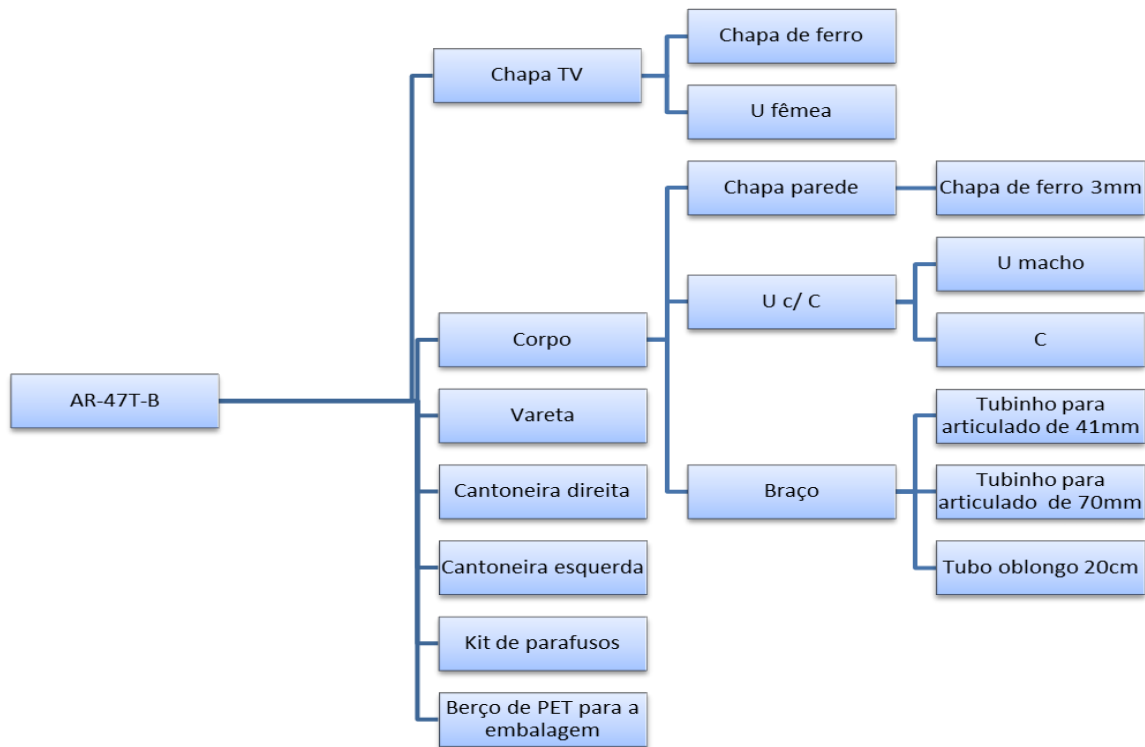 AR-47T-B
Chapa TV
Chapa de ferro
U fêmea
Corpo
Chapa parede
Chapa de ferro 3mm
U c/ C
U macho
C
Braço
Tubinho para
articulado de 41mm
Tubinho para
articulado de 70mm
Tubo oblongo 20cm
Vareta
Cantoneira direita
Cantoneira esquerda
Kit de parafusos
Berço de PET para a
embalagem